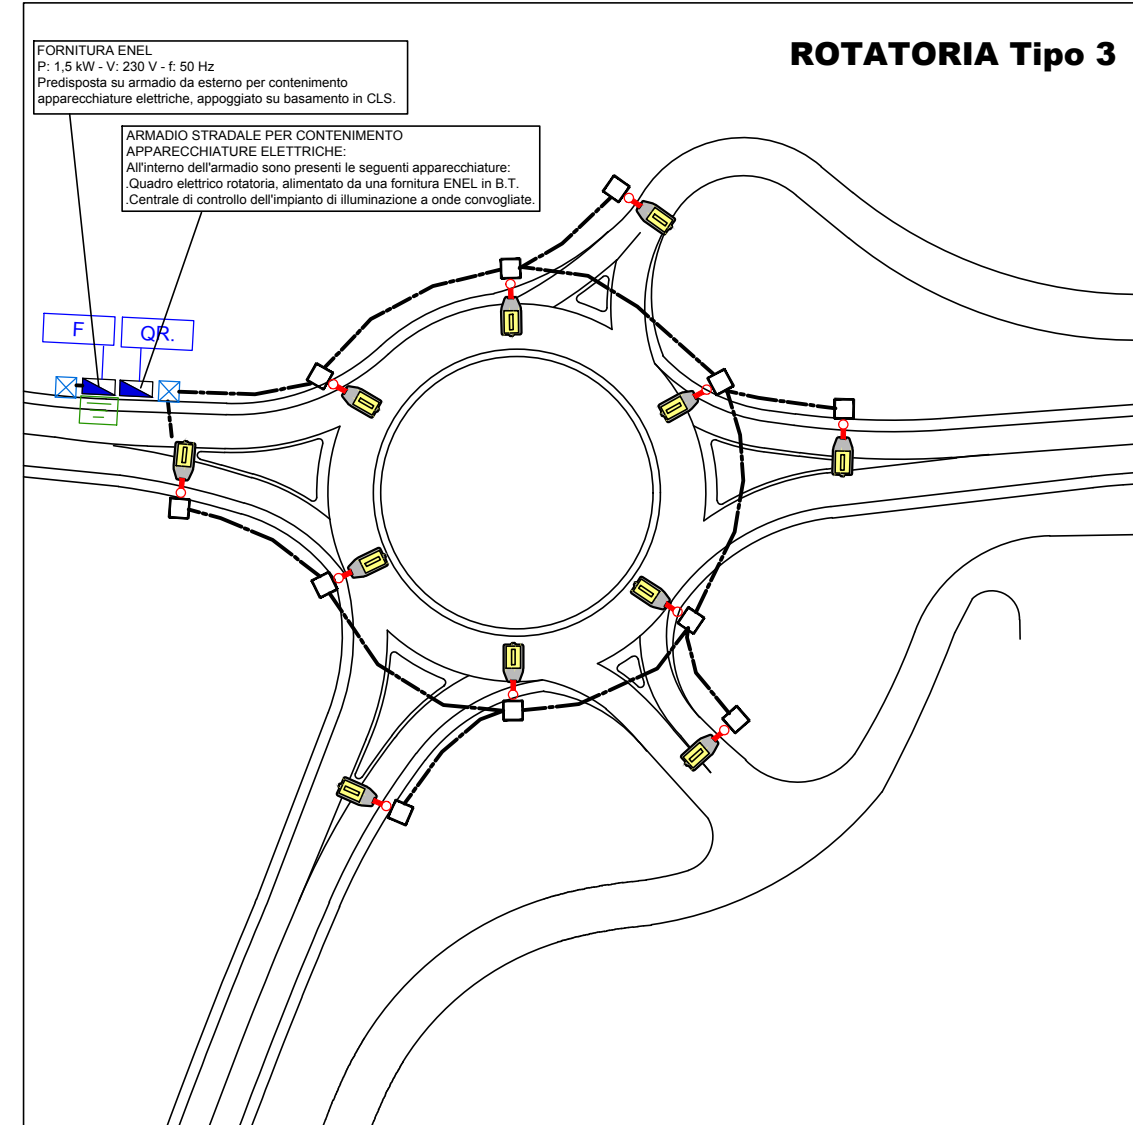 ROTATORIA Tipo 3
FORNITURA ENEL
P: 1,5 kW - V: 230 V - f: 50 Hz
Predisposta su armadio da esterno per contenimento
apparecchiature elettriche, appoggiato su basamento in CLS.
ARMADIO STRADALE PER CONTENIMENTO
APPARECCHIATURE ELETTRICHE:
All'interno dell'armadio sono presenti le seguenti apparecchiature:
.Quadro elettrico rotatoria, alimentato da una fornitura ENEL in B.T.
.Centrale di controllo dell'impianto di illuminazione a onde convogliate.
F
QR.